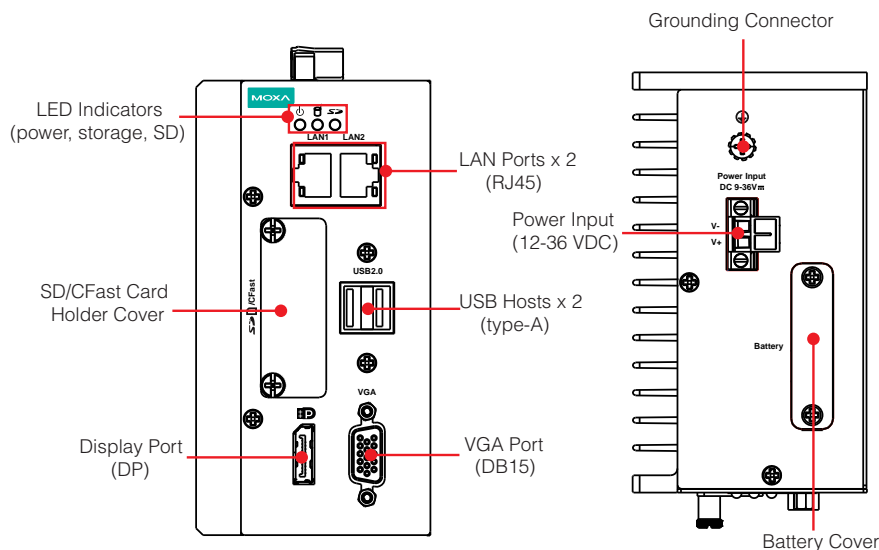 Grounding Connector
MOXA
LED Indicators
(power, storage, SD)
LAN1 LAN2
LAN Ports x 2
(RJ45)
Power Input
DC 9-36V
Power Input
(12-36 VDC)
V-
V+
USB2.0
SD/CFast Card
Holder Cover
SD/CFast
USB Hosts x 2
(type-A)
Battery
VGA
Display Port
(DP)
VGA Port
(DB15)
Battery Cover